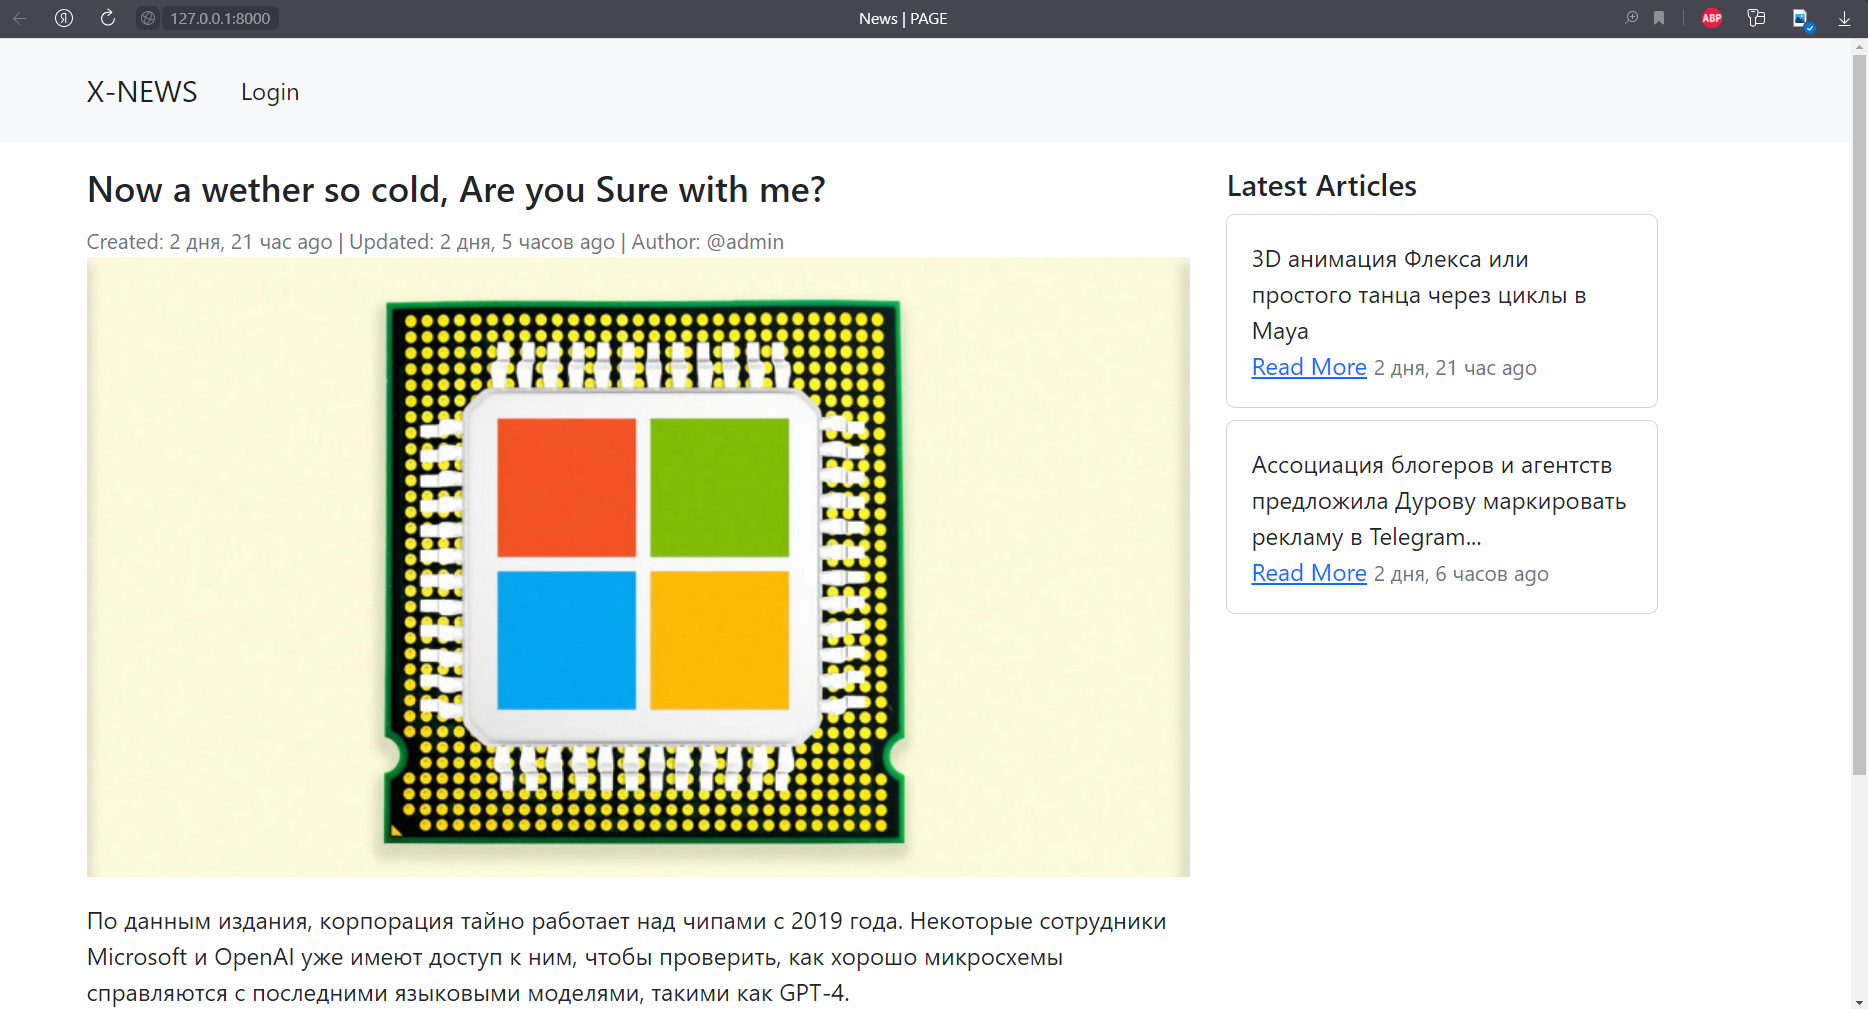 127.0.0.1:8000
News | PAGE
ABP
X-NEWS
Login
Now a wether so cold, Are you Sure with me?
Created: 2 дня, 21 час ago | Updated: 2 дня, 5 часов ago | Author: @admin
По данным издания, корпорация тайно работает над чипами с 2019 года. Некоторые сотрудники
Microsoft и OpenAI уже имеют доступ к ним, чтобы проверить, как хорошо микросхемы
справляются с последними языковыми моделями, такими как GPT-4.
Latest Articles
3D анимация Флекса или
простого танца через циклы в
Maya
Read More 2 дня, 21 час ago
Ассоциация блогеров и агентств
предложила Дурову маркировать
рекламу в Telegram...
Read More 2 дня, 6 часов ago